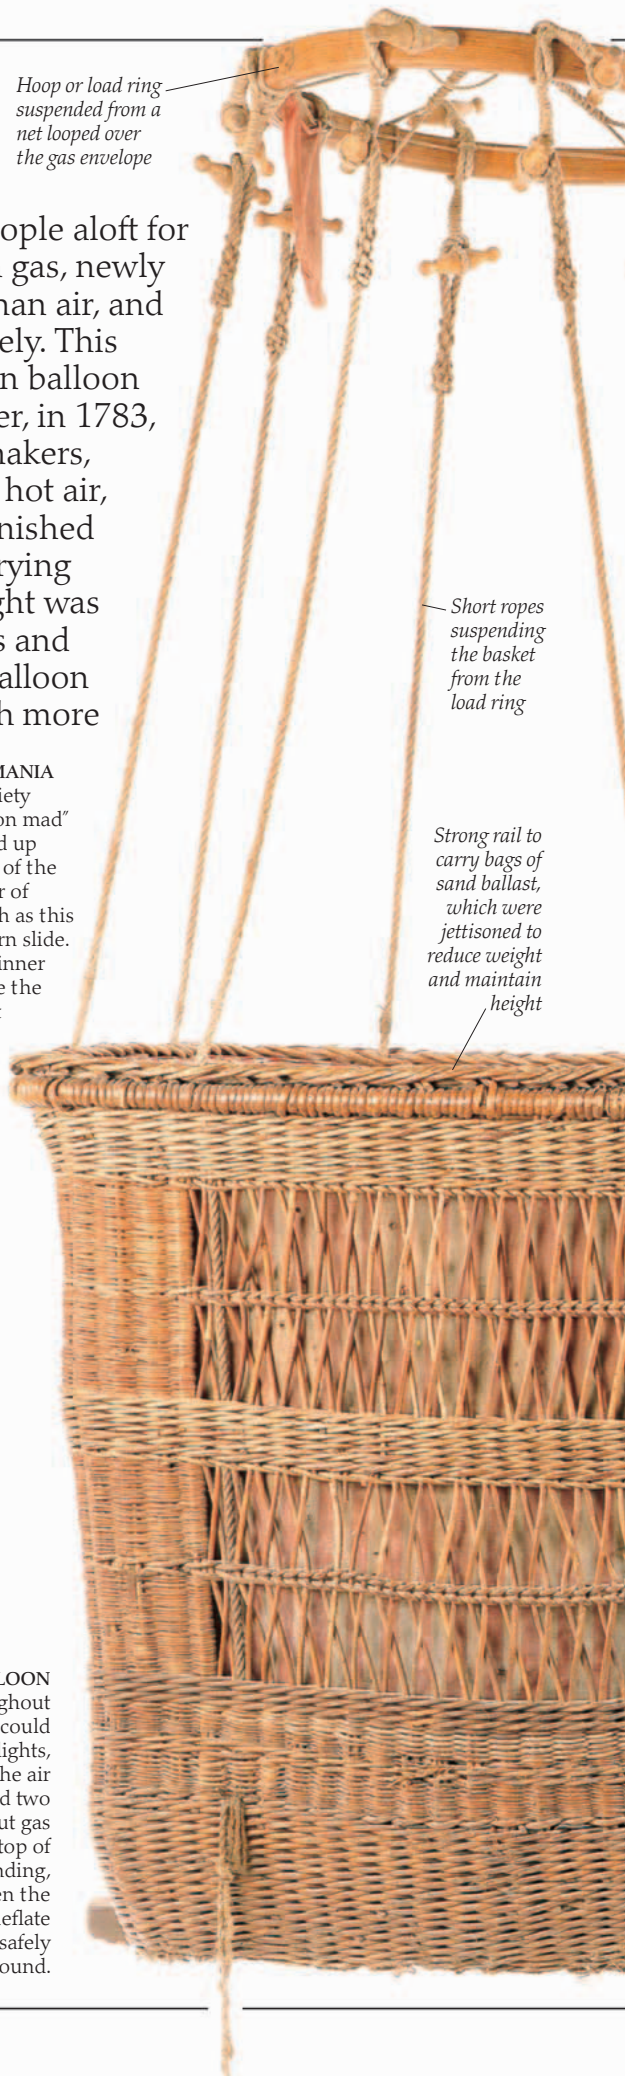 Hoop or load ring
suspended from a
net looped over
the gas envelope
ople aloft for
gas, newly
han air, and
ely. This
n balloon
er, in 1783,
makers,
hot air,
nished
rying
ght was
s and
alloon
h more
MANIA
iety
on mad”
d up
of the
r of
h as this
rn slide.
inner
e the
Short ropes
suspending
the basket
from the
load ring
Strong rail to
carry bags of
sand ballast,
which were
jettisoned to
reduce weight
and maintain
height
LOON
ghout
could
ights,
he air
d two
ut gas
top of
nding,
en the
eflate
safely
ound.